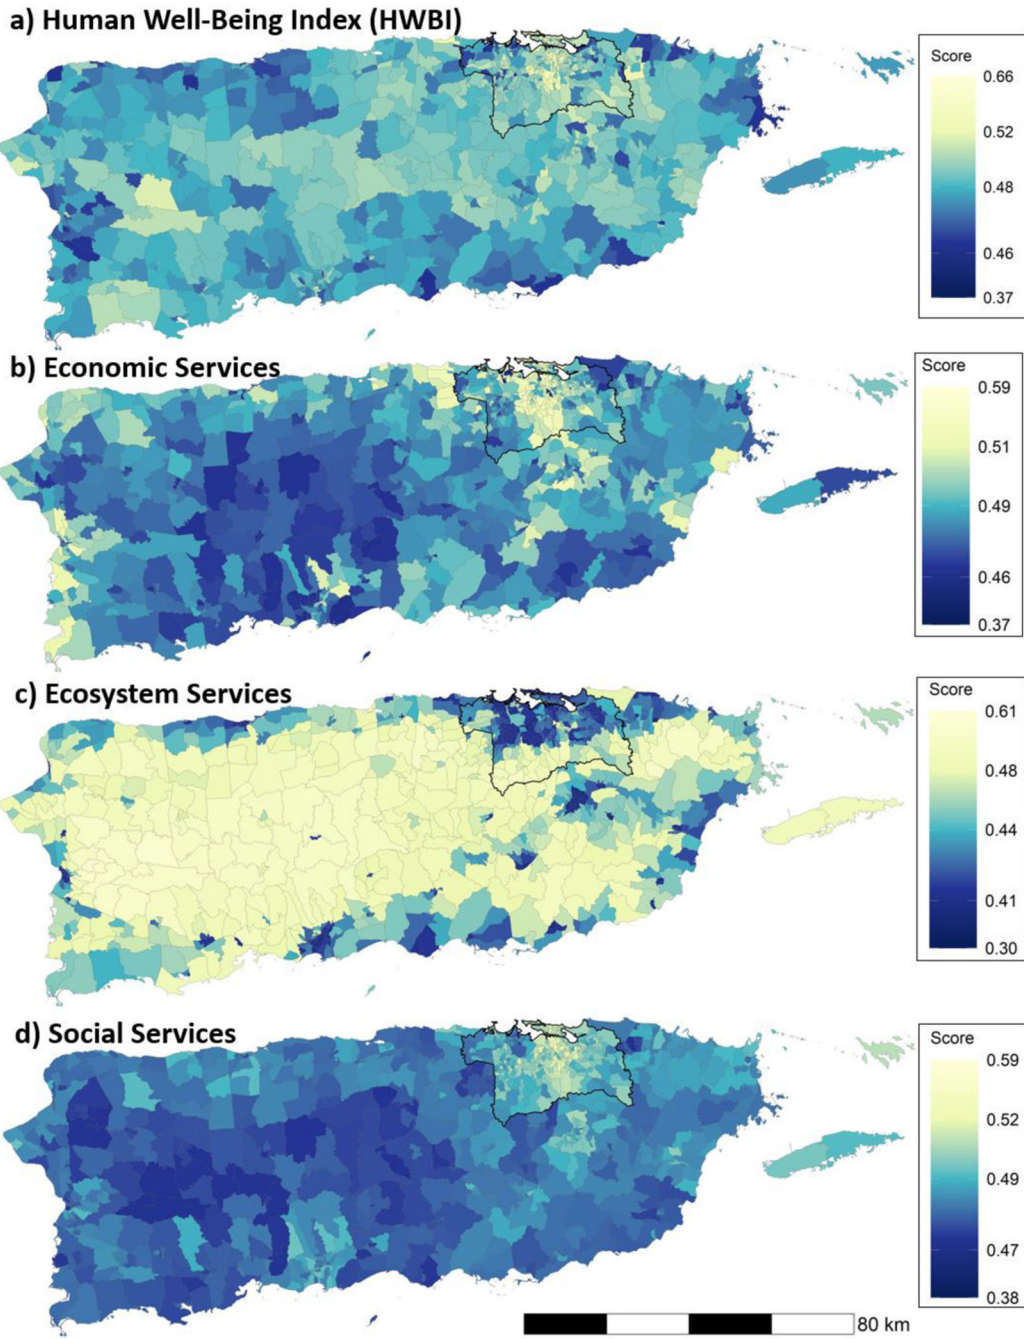 a) Human Well-Being Index (HWBI)
Score
0.66
0.52
0.48
0.46
0.37
b) Economic Services
Score
0.59
0.51
0.49
0.46
0.37
c) Ecosystem Services
Score
0.61
0.48
0.44
0.41
0.30
d) Social Services
Score
0.59
0.52
0.49
0.47
0.38
80 km